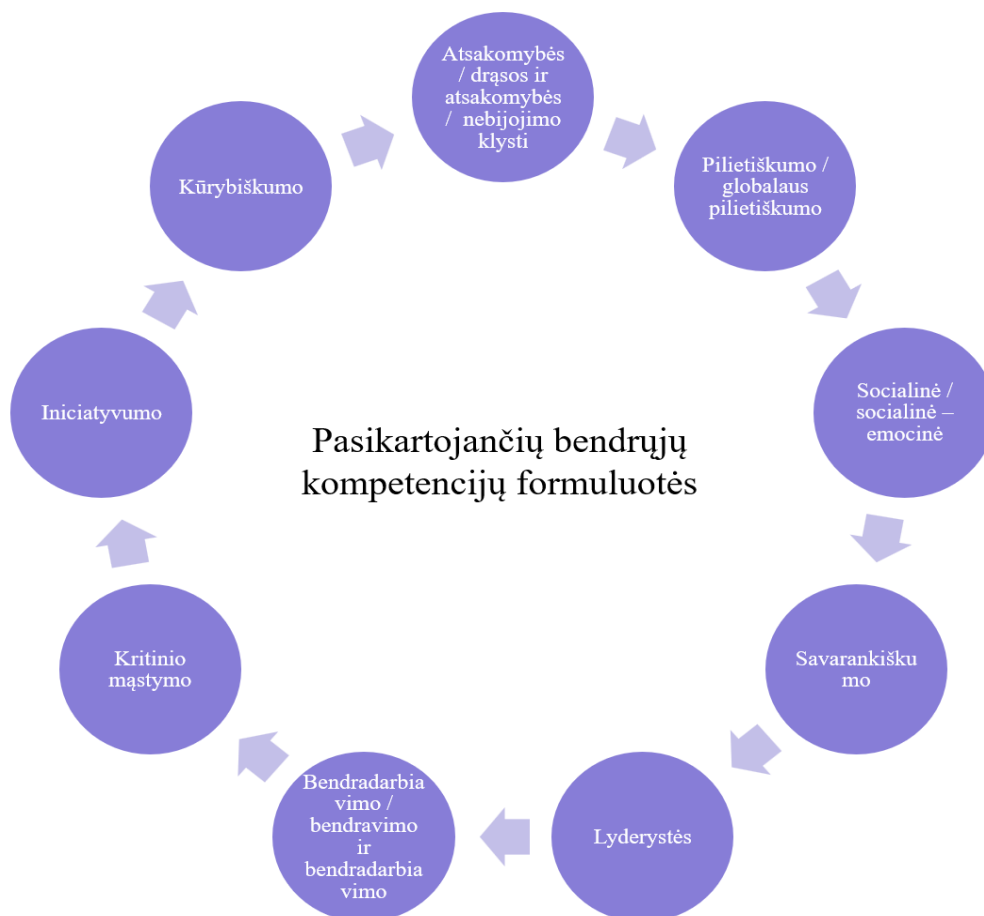 Atsakomybės
/ drąsos ir
atsakomybės
/ nebijojimo
klysti
Pilietiškumo /
globalaus
pilietiškumo
Socialinė /
socialinė –
emocinė
Savarankišku
mo
Lyderystės
Bendradarbia
vimo /
bendravimo
ir
bendradarbia
vimo
Kritinio
mąstymo
Iniciatyvumo
Kūrybiškumo
Pasikartojančių bendrųjų
kompetencijų formuluotės